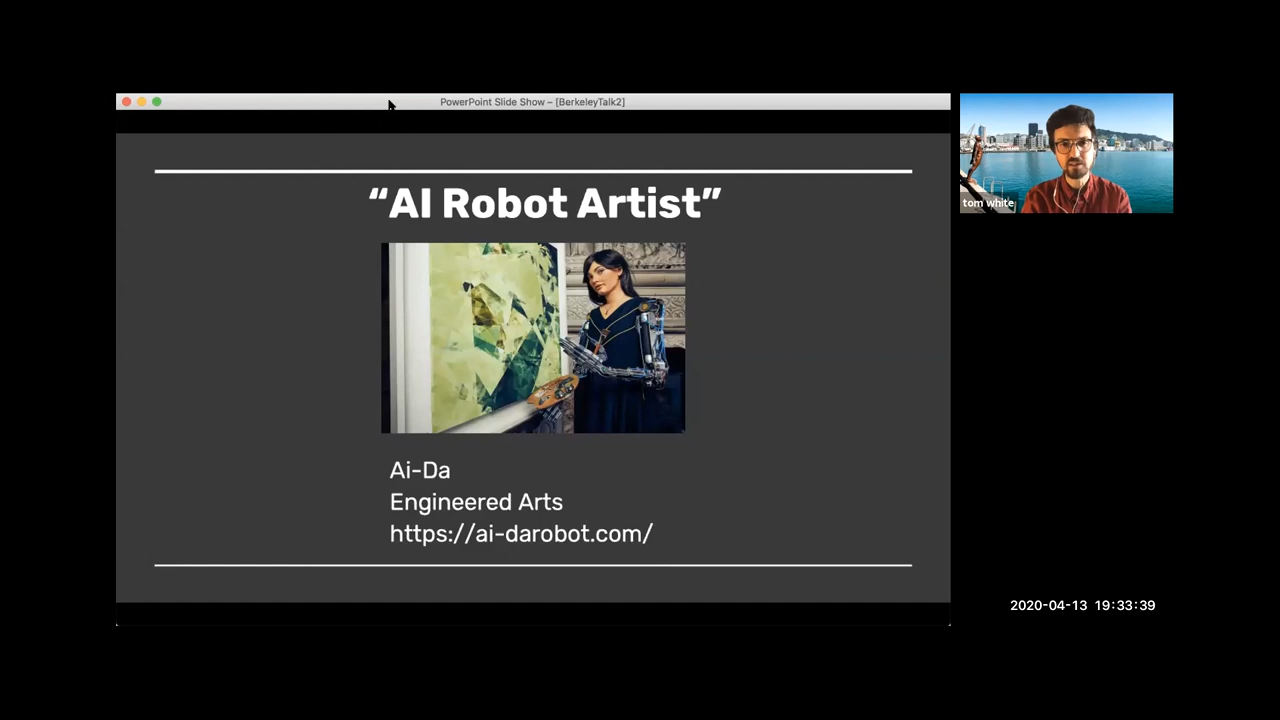 PowerPoint Slide Show – [BerkeleyTalk2]
“AI Robot Artist”
Ai-Da
Engineered Arts
https://ai-darobot.com/
tom white
2020-04-13 19:33:39